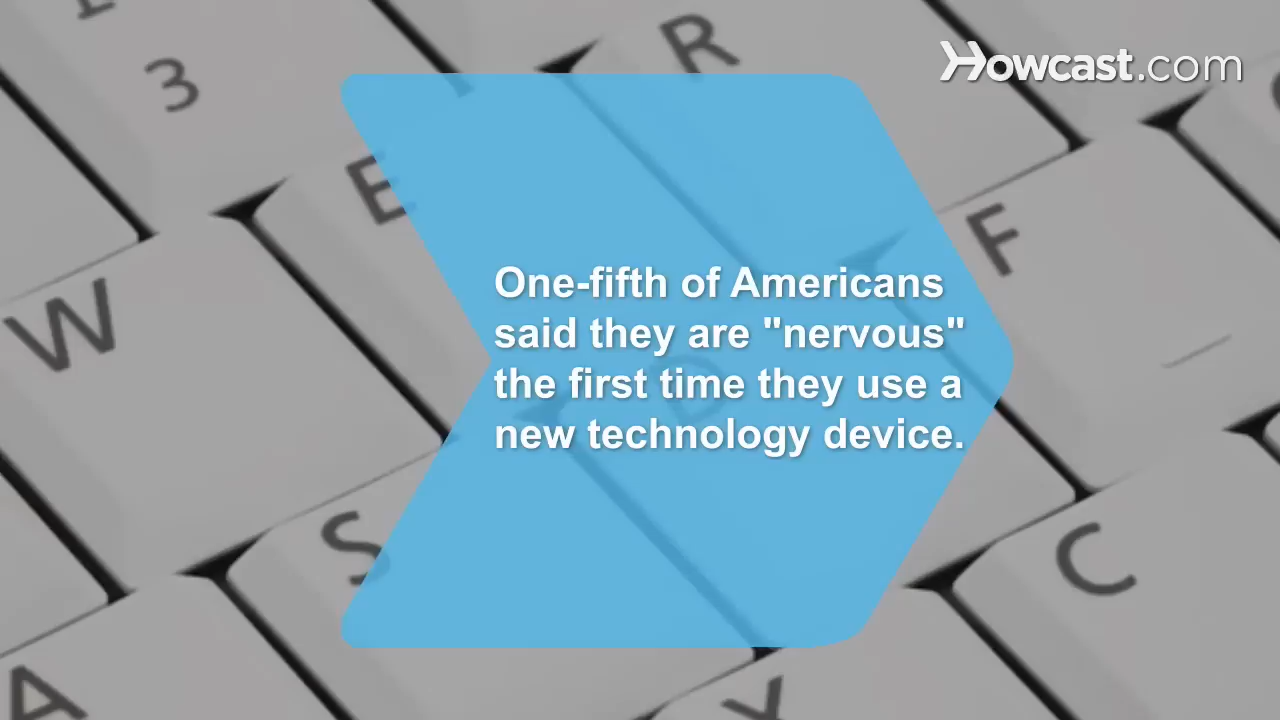 E
3
R
Howcast.com
E
F
W
One-fifth of Americans
said they are "nervous"
the first time they use a
new technology device.
D
S
C
A
X